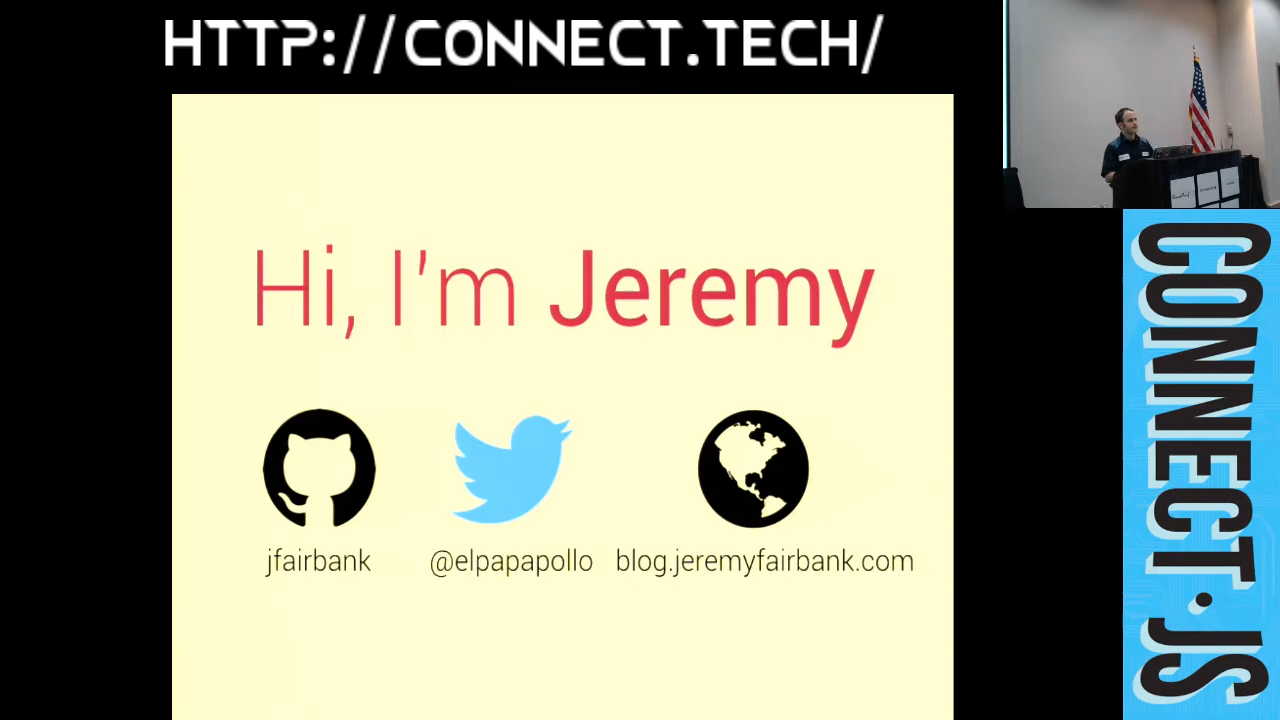 HTTP://CONNECT.TECH/
Hi, I'm Jeremy
jfairbank
@elpapapollo
blog.jeremyfairbank.com
CONNECT.JS